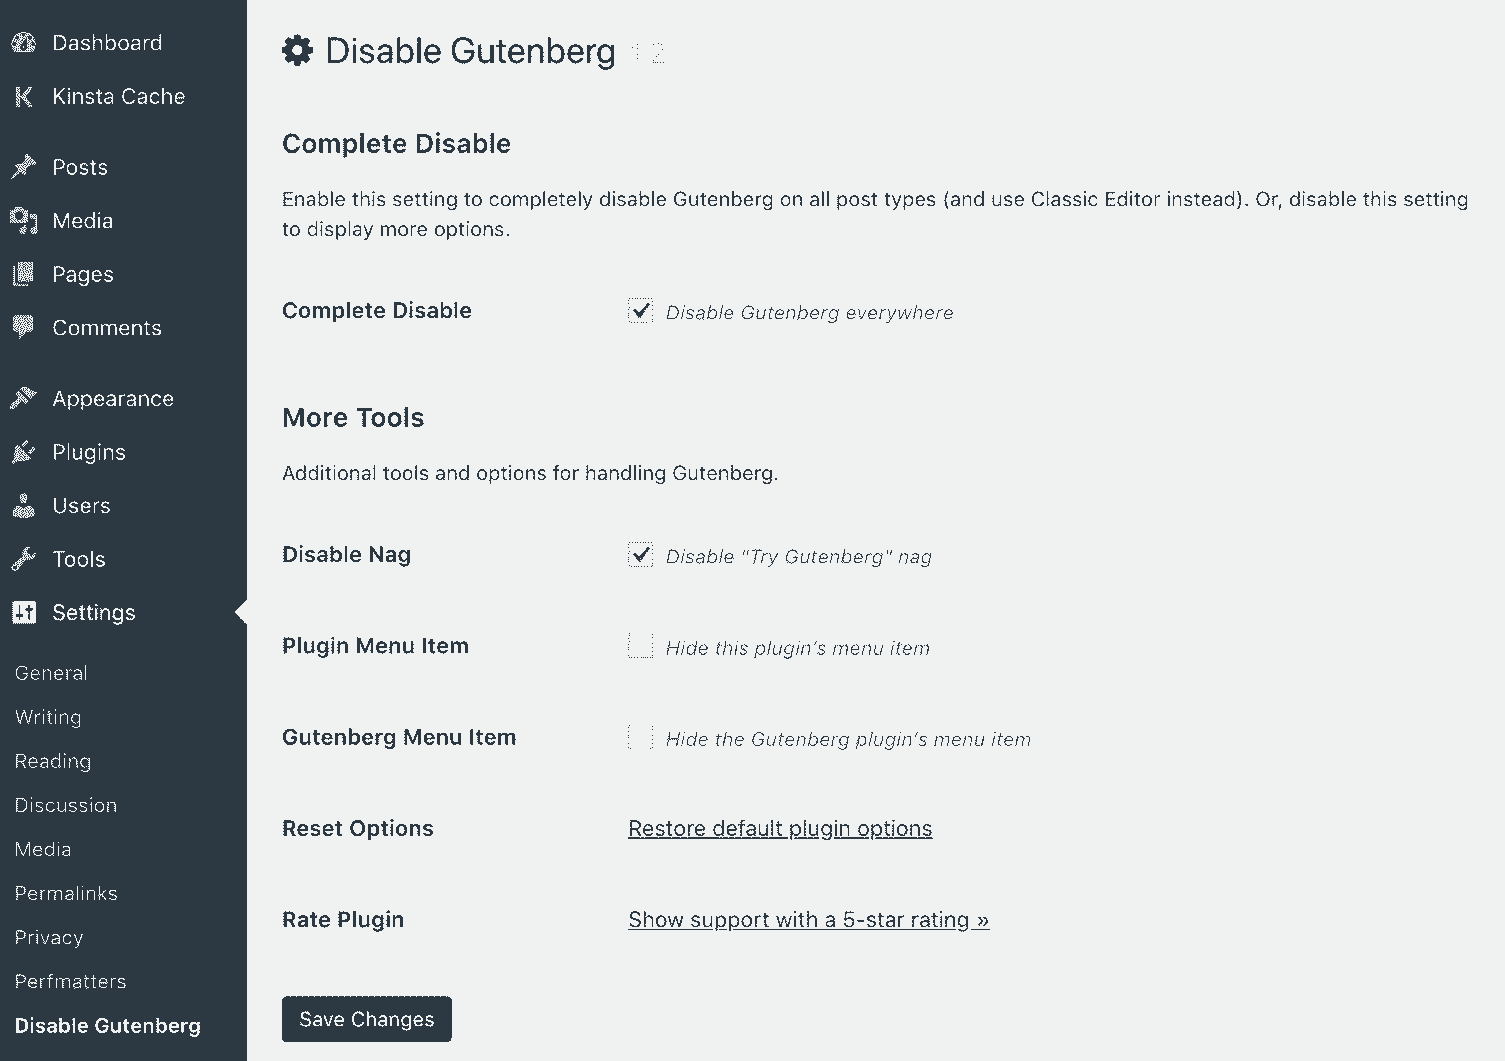 Dashboard
Kinsta Cache
Posts
Media
Pages
Comments
Appearance
Plugins
Users
Tools
Settings
General
Writing
Reading
Discussion
Media
Permalinks
Privacy
Perfmatters
Disable Gutenberg
Disable Gutenberg 1 2
Complete Disable
Enable this setting to completely disable Gutenberg on all post types (and use Classic Editor instead). Or, disable this setting
to display more options.
Complete Disable Disable Gutenberg everywhere
More Tools
Additional tools and options for handling Gutenberg.
Disable Nag Disable "Try Gutenberg" nag
Plugin Menu Item Hide this plugin's menu item
Gutenberg Menu Item Hide the Gutenberg plugin's menu item
Reset Options Restore default plugin options
Rate Plugin Show support with a 5-star rating »
Save Changes